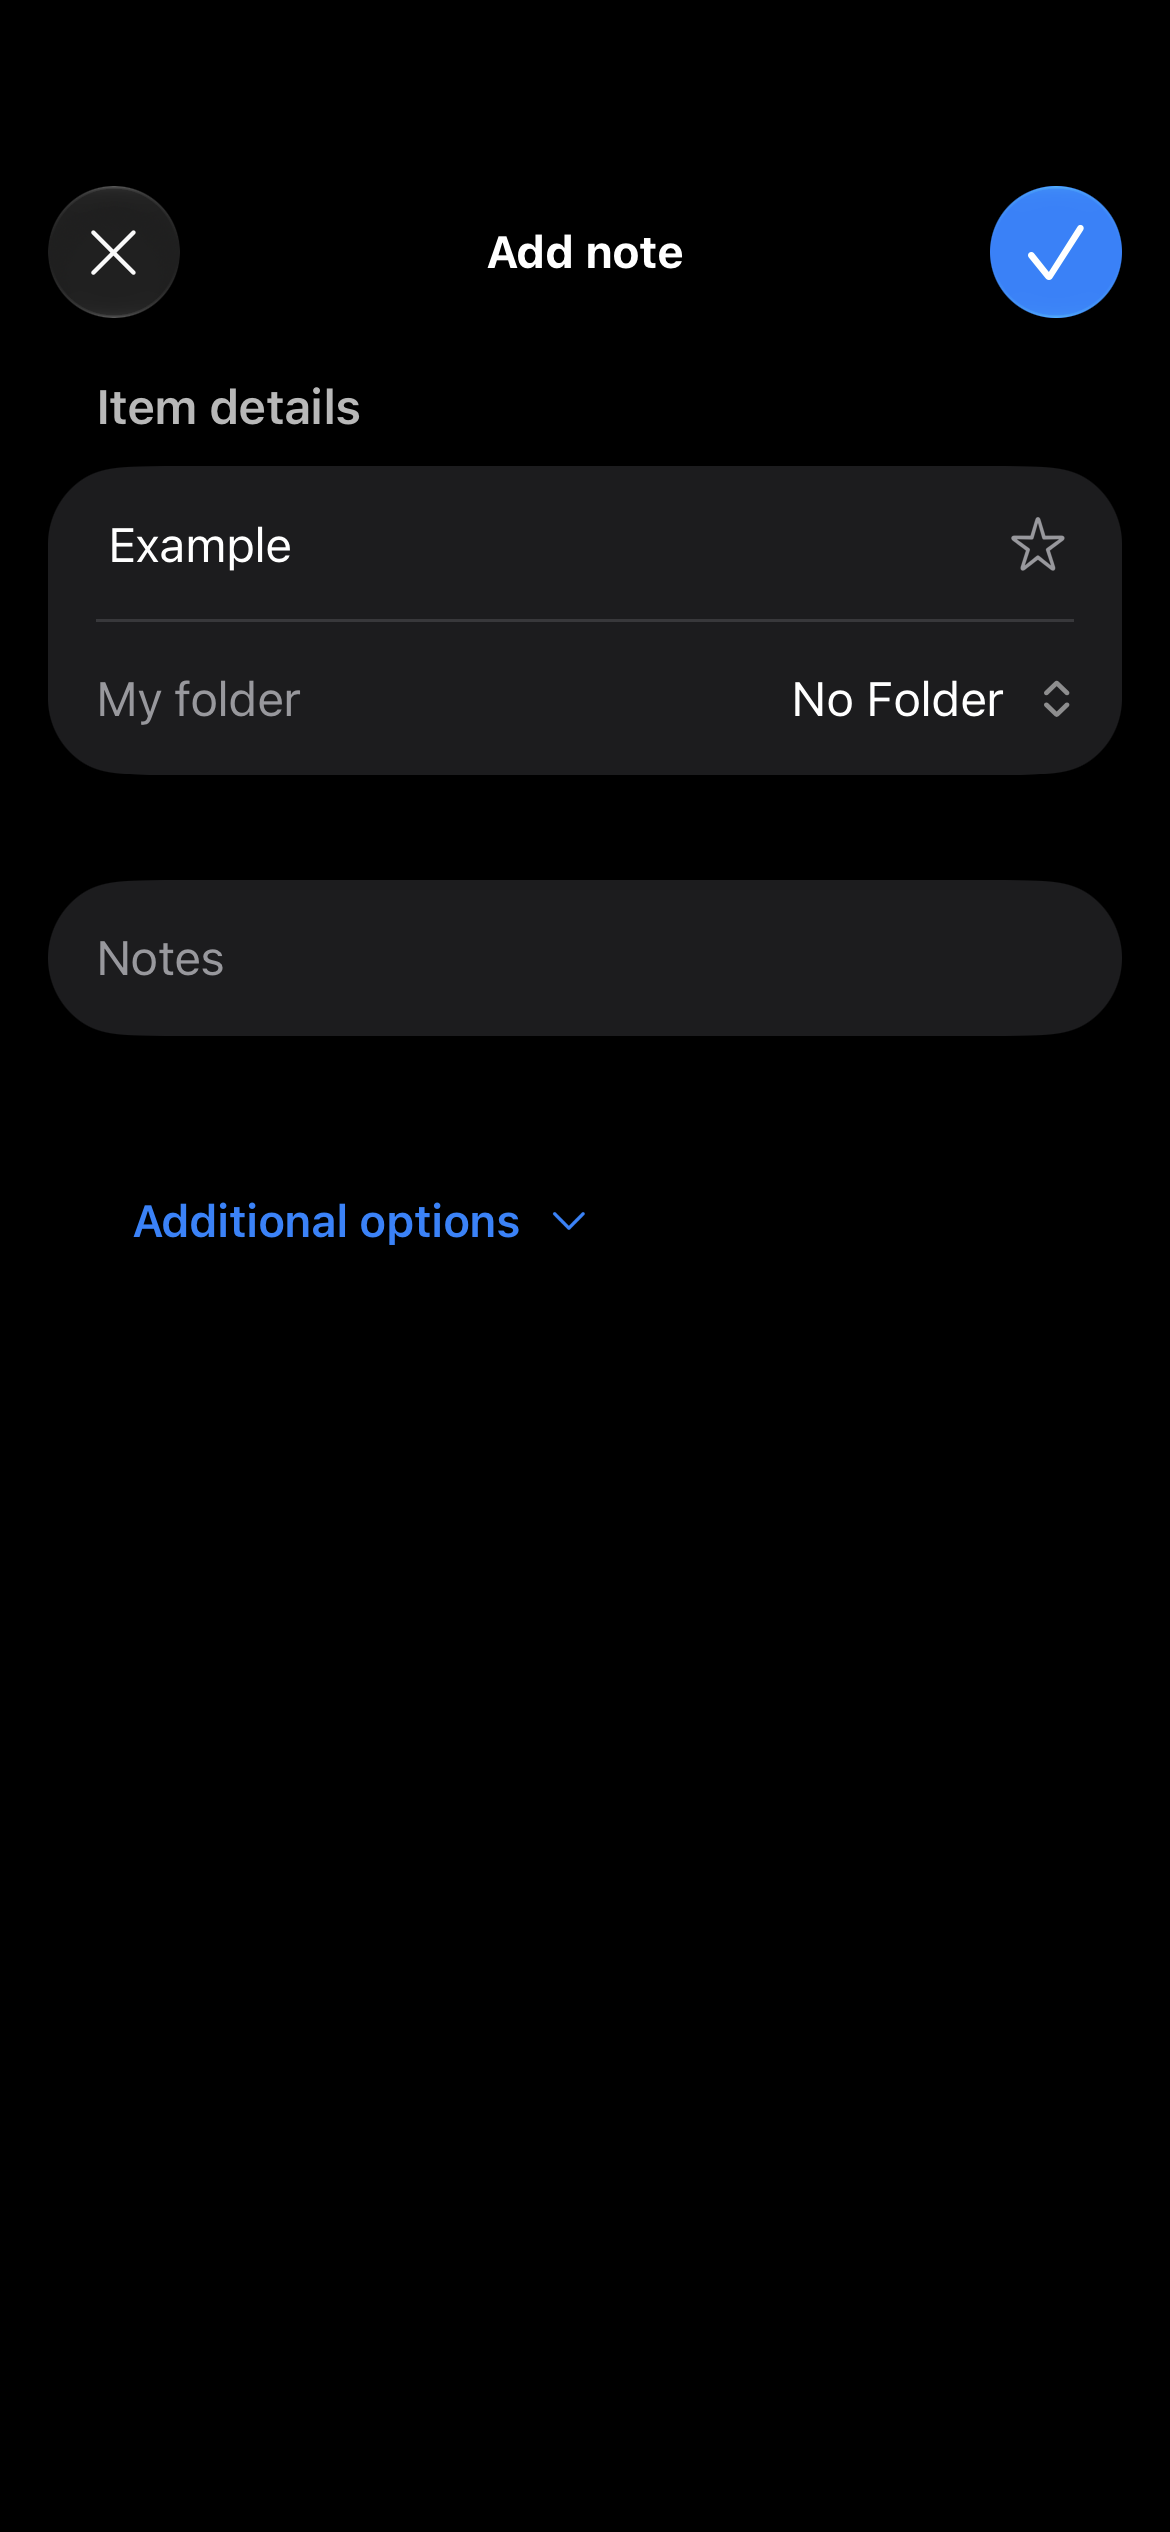 Add note
Item details
Example
My folder
No Folder
Notes
Additional options